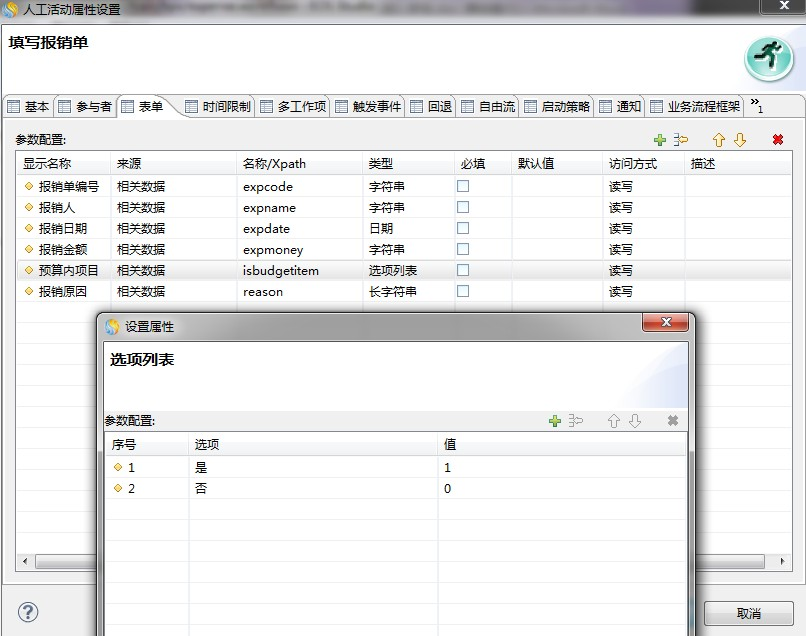 人工活动属性设置
填写报销单
基本 参与者 表单 时间限制 多工作项 触发事件 回退 自由流 启动策略 通知 业务流程框架 »1
参数配置:
显示名称 来源 名称/Xpath 类型 必填 默认值 访问方式 描述
报销单编号 相关数据 expcode 字符串 读写
报销人 相关数据 expname 字符串 读写
报销日期 相关数据 expdate 日期 读写
报销金额 相关数据 expmoney 字符串 读写
预算内项目 相关数据 isbudgetitem 选项列表 读写
报销原因 相关数据 reason 长字符串 读写
设置属性
选项列表
参数配置:
序号 选项 值
1 是 1
2 否 0
取消